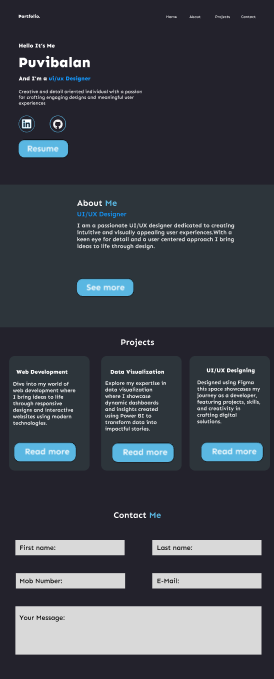 Portfolio.
Home About Projects Contact
Hello It's Me
Puvibalan
And I'm a ui/ux Designer
Creative and detail oriented individual with a passion
for crafting engaging designs and meaningful user
experiences
Resume
About Me
UI/UX Designer
I am a passionate UI/UX designer dedicated to creating
intuitive and visually appealing user experiences.With a
keen eye for detail and a user centered approach I bring
ideas to life through design.
See more
Projects
Web Development
Dive into my world of
web development where
I bring ideas to life
through responsive
designs and interactive
websites using modern
technologies.
Read more
Data Visualization
Explore my expertise in
data visualization
where I showcase
dynamic dashboards
and insights created
using Power BI to
transform data into
impactful stories.
Read more
UI/UX Designing
Designed using Figma
this space showcases my
journey as a developer,
featuring projects, skills,
and creativity in
crafting digital
solutions.
Read more
Contact Me
First name:
Last name:
Mob Number:
E-Mail:
Your Message: